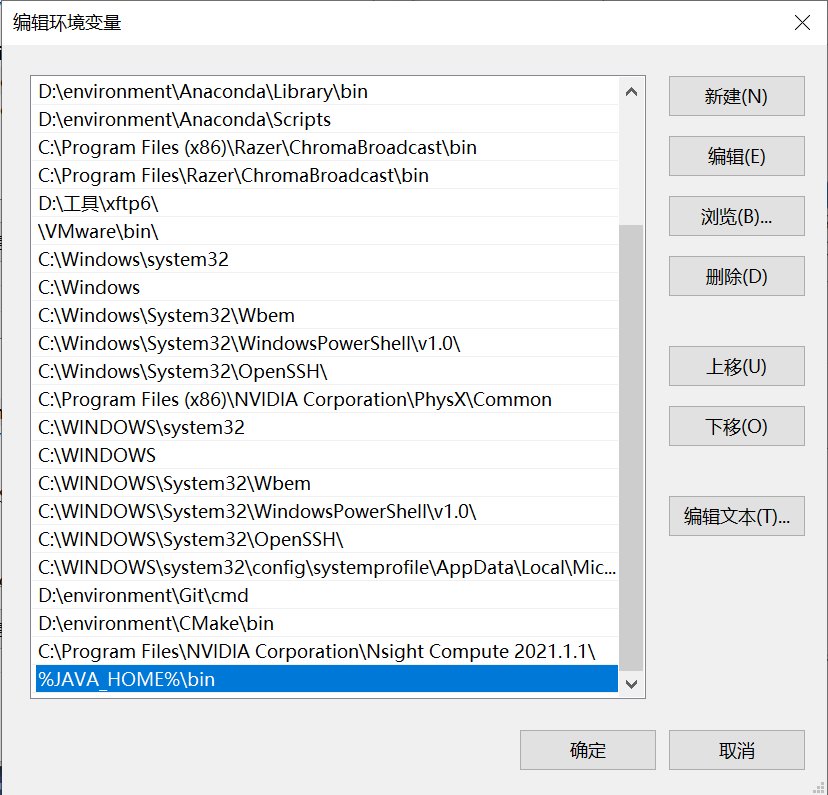 编辑环境变量
D:\environment\Anaconda\Library\bin
D:\environment\Anaconda\Scripts
C:\Program Files (x86)\Razer\ChromaBroadcast\bin
C:\Program Files\Razer\ChromaBroadcast\bin
D:\工具\xftp6\
\VMware\bin\
C:\Windows\system32
C:\Windows
C:\Windows\System32\Wbem
C:\Windows\System32\WindowsPowerShell\v1.0\
C:\Windows\System32\OpenSSH\
C:\Program Files (x86)\NVIDIA Corporation\PhysX\Common
C:\WINDOWS\system32
C:\WINDOWS
C:\WINDOWS\System32\Wbem
C:\WINDOWS\System32\WindowsPowerShell\v1.0\
C:\WINDOWS\System32\OpenSSH\
C:\WINDOWS\system32\config\systemprofile\AppData\Local\Mic...
D:\environment\Git\cmd
D:\environment\CMake\bin
C:\Program Files\NVIDIA Corporation\Nsight Compute 2021.1.1\
%JAVA_HOME%\bin
新建(N)
编辑(E)
浏览(B)...
删除(D)
上移(U)
下移(O)
编辑文本(T)...
确定
取消